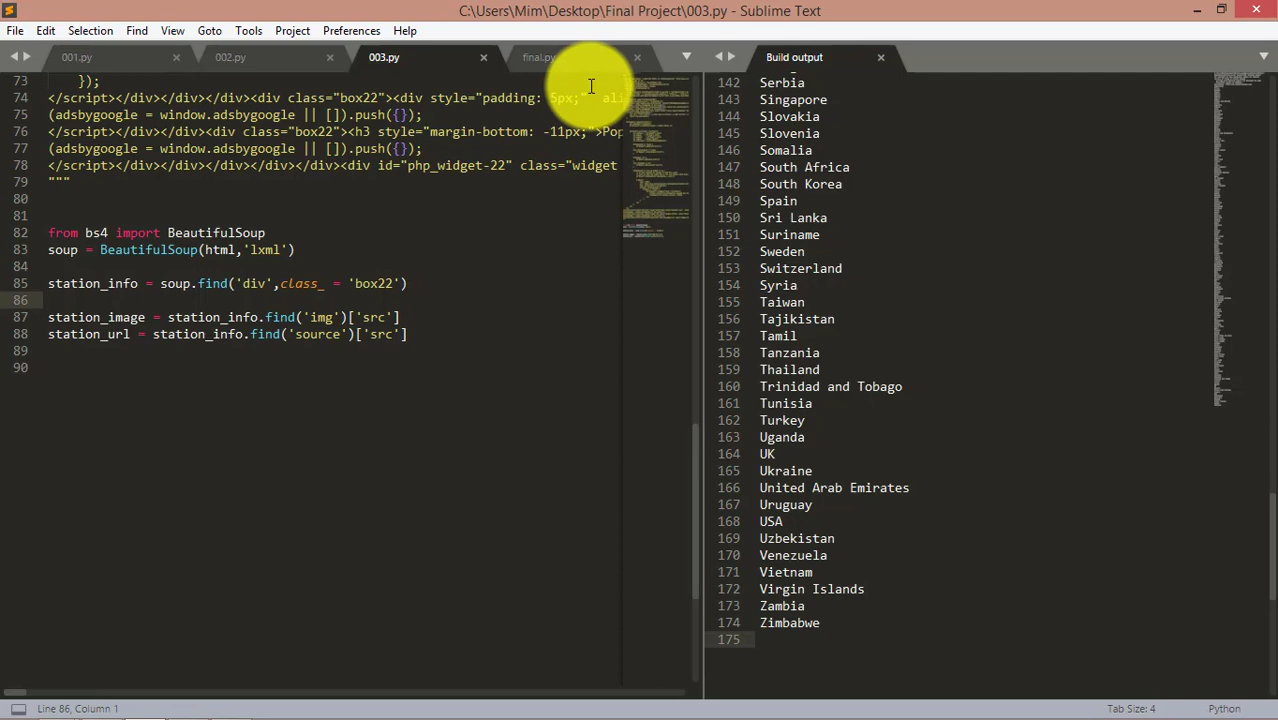 C:\Users\Mim\Desktop\Final Project\003.py - Sublime Text
File Edit Selection Find View Goto Tools Project Preferences Help
001.py 002.py 003.py final.py Build output
73 });
74 </script></div></div></div><div class="box22"><div style="padding: 5px;" ali
75 (adsbygoogle = window.adsbygoogle || []).push({});
76 </script></div><div class="box22"><h3 style="margin-bottom: -11px;">Pop
77 (adsbygoogle = window.adsbygoogle || []).push({});
78 </script></div></div></div></div><div id="php_widget-22" class="widget
79 """
80
81
82 from bs4 import BeautifulSoup
83 soup = BeautifulSoup(html,'lxml')
84
85 station_info = soup.find('div',class_ = 'box22')
86
87 station_image = station_info.find('img')['src']
88 station_url = station_info.find('source')['src']
89
90
142 Serbia
143 Singapore
144 Slovakia
145 Slovenia
146 Somalia
147 South Africa
148 South Korea
149 Spain
150 Sri Lanka
151 Suriname
152 Sweden
153 Switzerland
154 Syria
155 Taiwan
156 Tajikistan
157 Tamil
158 Tanzania
159 Thailand
160 Trinidad and Tobago
161 Tunisia
162 Turkey
163 Uganda
164 UK
165 Ukraine
166 United Arab Emirates
167 Uruguay
168 USA
169 Uzbekistan
170 Venezuela
171 Vietnam
172 Virgin Islands
173 Zambia
174 Zimbabwe
175
Line 86, Column 1 Tab Size: 4 Python